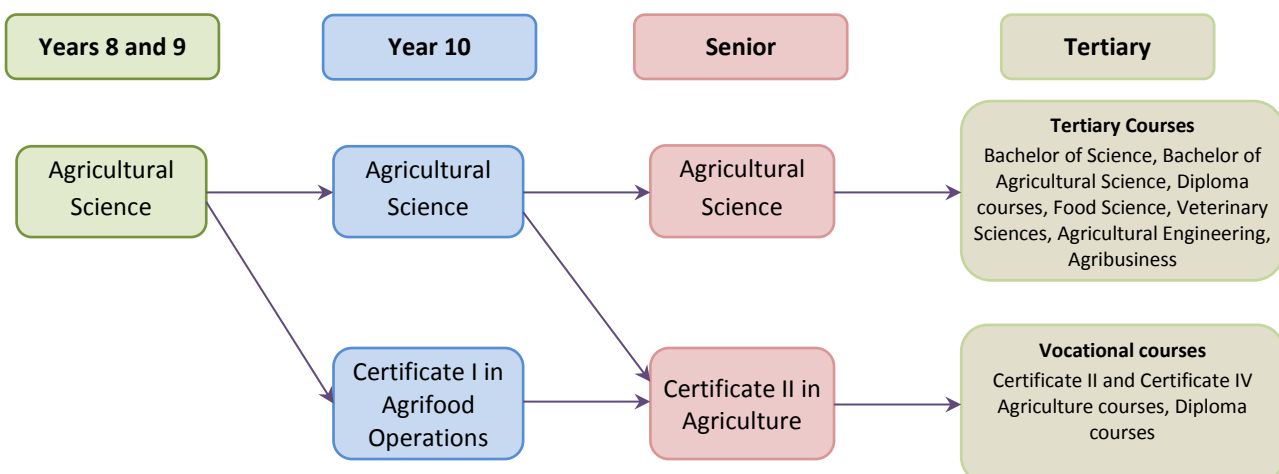 Years 8 and 9
Year 10
Senior
Tertiary
Agricultural
Science
Agricultural
Science
Agricultural
Science
Tertiary Courses
Bachelor of Science, Bachelor of
Agricultural Science, Diploma
courses, Food Science, Veterinary
Sciences, Agricultural Engineering,
Agribusiness
Certificate I in
Agrifood
Operations
Certificate II in
Agriculture
Vocational courses
Certificate II and Certificate IV
Agriculture courses, Diploma
courses